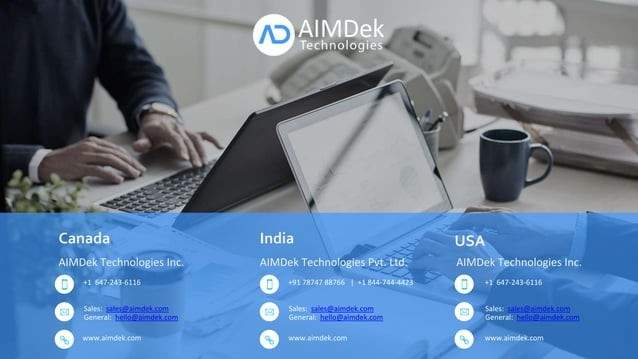 AIMDek
Technologies
Canada
AIMDek Technologies Inc.
+1 647-243-6116
Sales: sales@aimdek.com
General: hello@aimdek.com
www.aimdek.com
India
AIMDek Technologies Pvt. Ltd.
+91 78747 88766 | +1 844-744-4423
Sales: sales@aimdek.com
General: hello@aimdek.com
www.aimdek.com
USA
AIMDek Technologies Inc.
+1 647-243-6116
Sales: sales@aimdek.com
General: hello@aimdek.com
www.aimdek.com